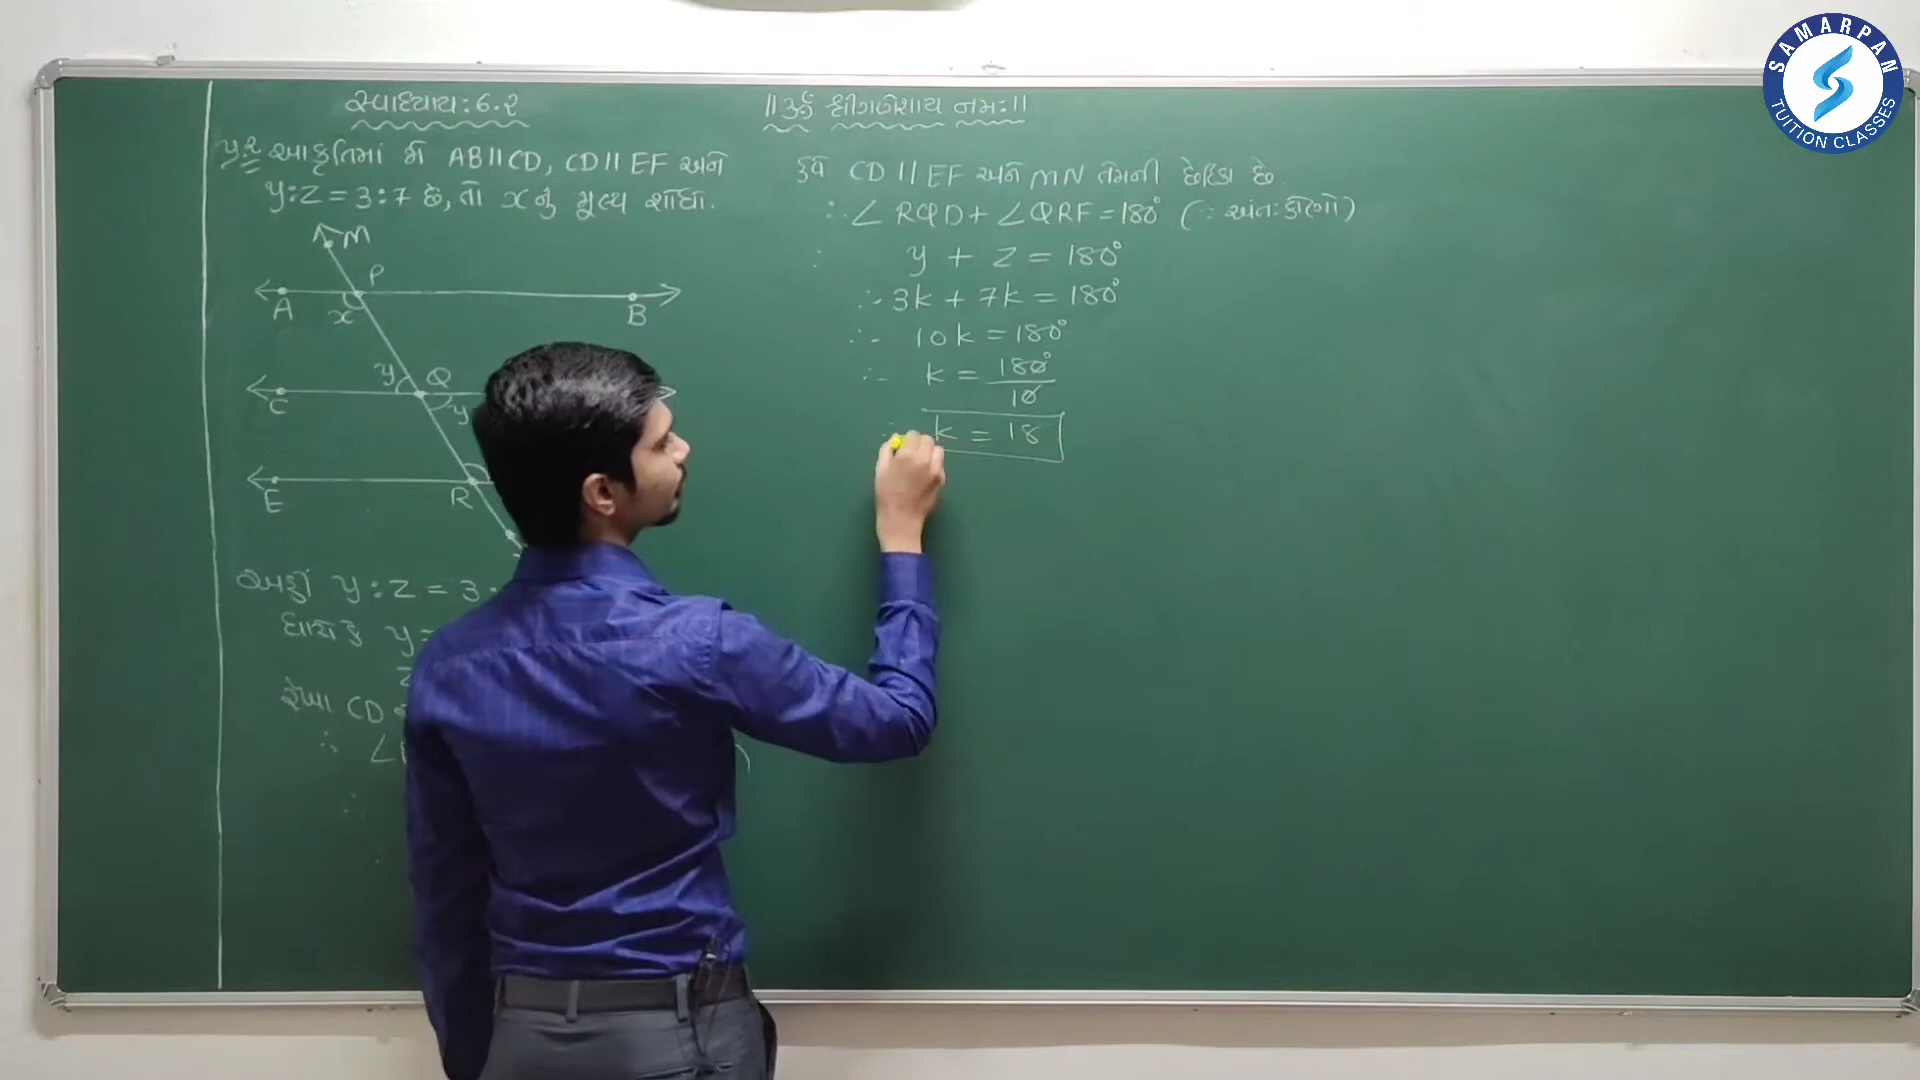 સ્વાધ્યાય: 6.2
પ્ર.2 આકૃતિમાં જો AB||CD, CD||EF અને
y:z = 3:7 છે, તો x નું મૂલ્ય શોધો.
M
P
A
x
B
y
Q
C
y
E
R
અહીં y:z = 3
ધારો કે y =
રેખા CD
∴ ∠
∴
||ૐ શ્રીગણેશાય નમઃ||
હવે CD || EF અને MN તેમની છેદિકા છે
∴ ∠RQD + ∠QRF = 180° (∵ અંતઃકોણો)
∴ y + z = 180°
∴ 3k + 7k = 180°
∴ 10k = 180°
∴ k = 180°/10
k = 18
SAMARPAN
TUITION CLASSES